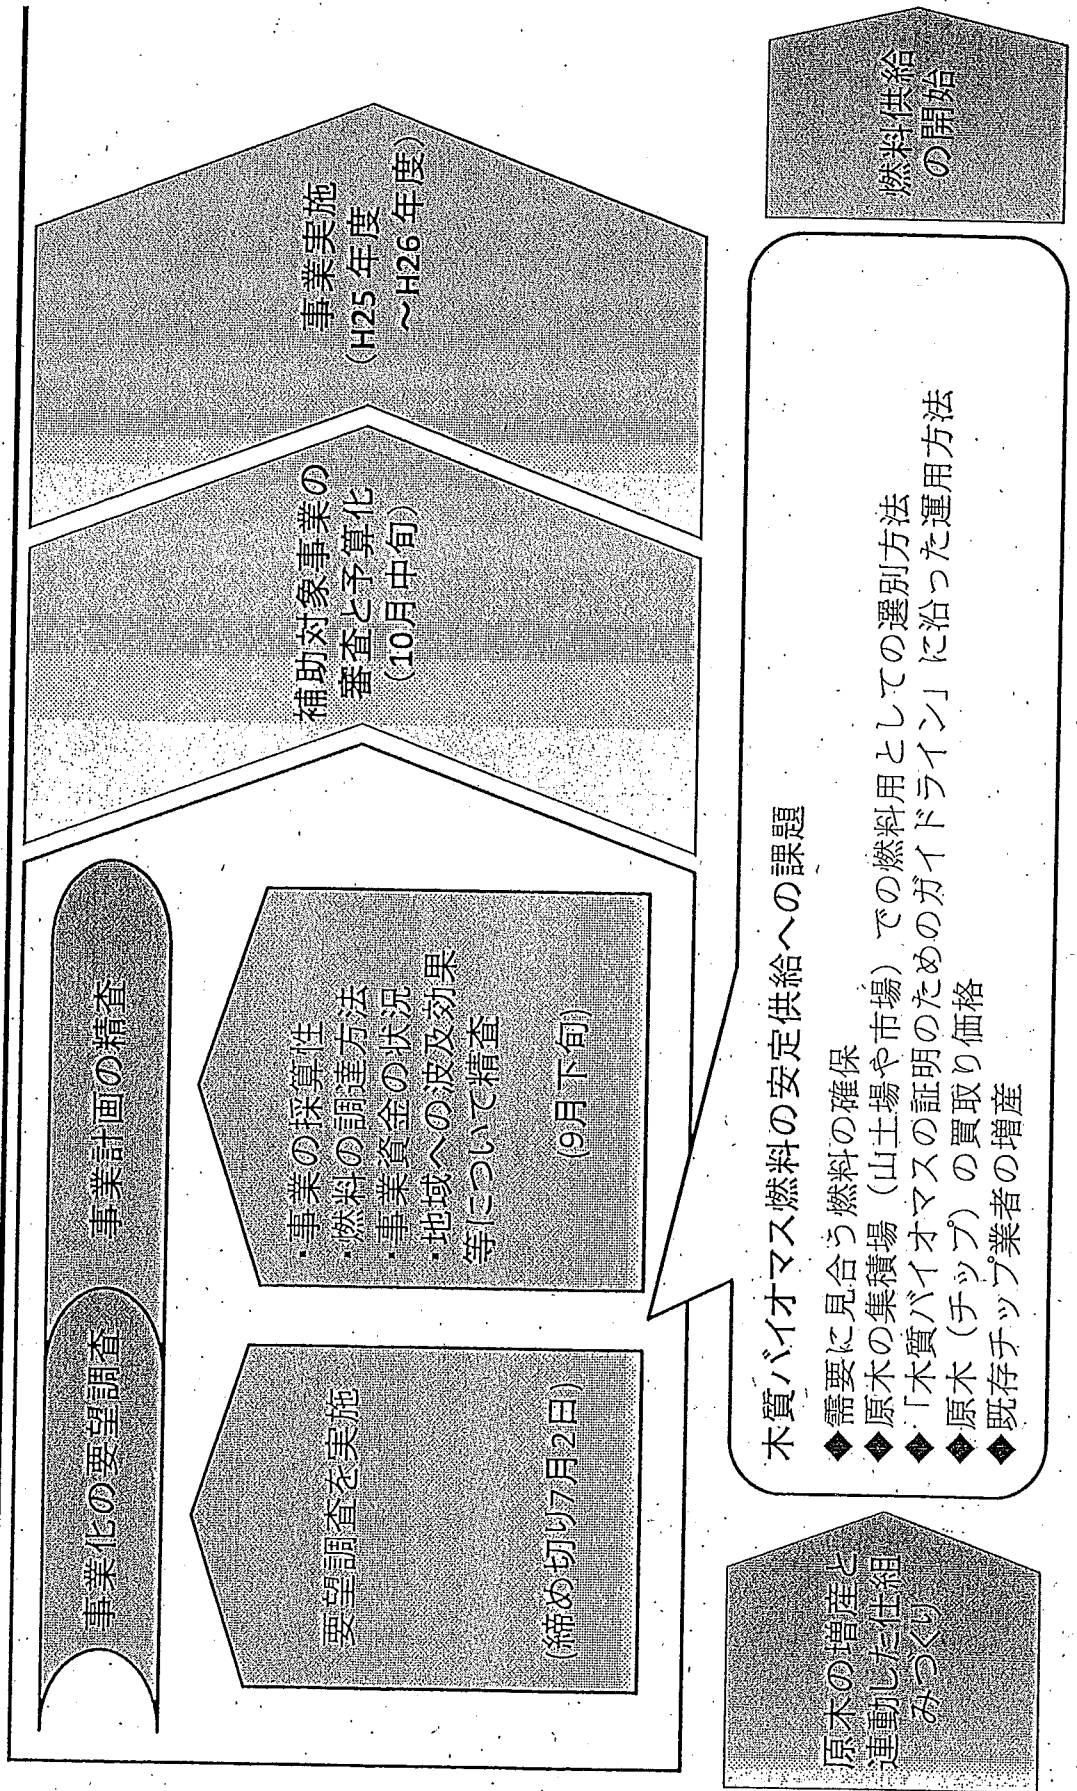 事業化の要望調査
事業計画の精査
要望調査を実施
(締め切り7月2日)
・事業の採算性
・燃料の調達方法
・事業資金の状況
・地域への波及効果
等について精査
(9月下旬)
補助対象事業の
審査と予算化
(10月中旬)
事業実施
(H25 年度
～H26 年度)
原木の増産と
連動した仕組
みつくり
木質バイオマス燃料の安定供給への課題
◆需要に見合う燃料の確保
◆原木の集積場（山土場や市場）での燃料用としての選別方法
◆「木質バイオマスの証明のためのガイドライン」に沿った運用方法
◆原木（チップ）の買取り価格
◆既存チップ業者の増産
燃料供給
の開始